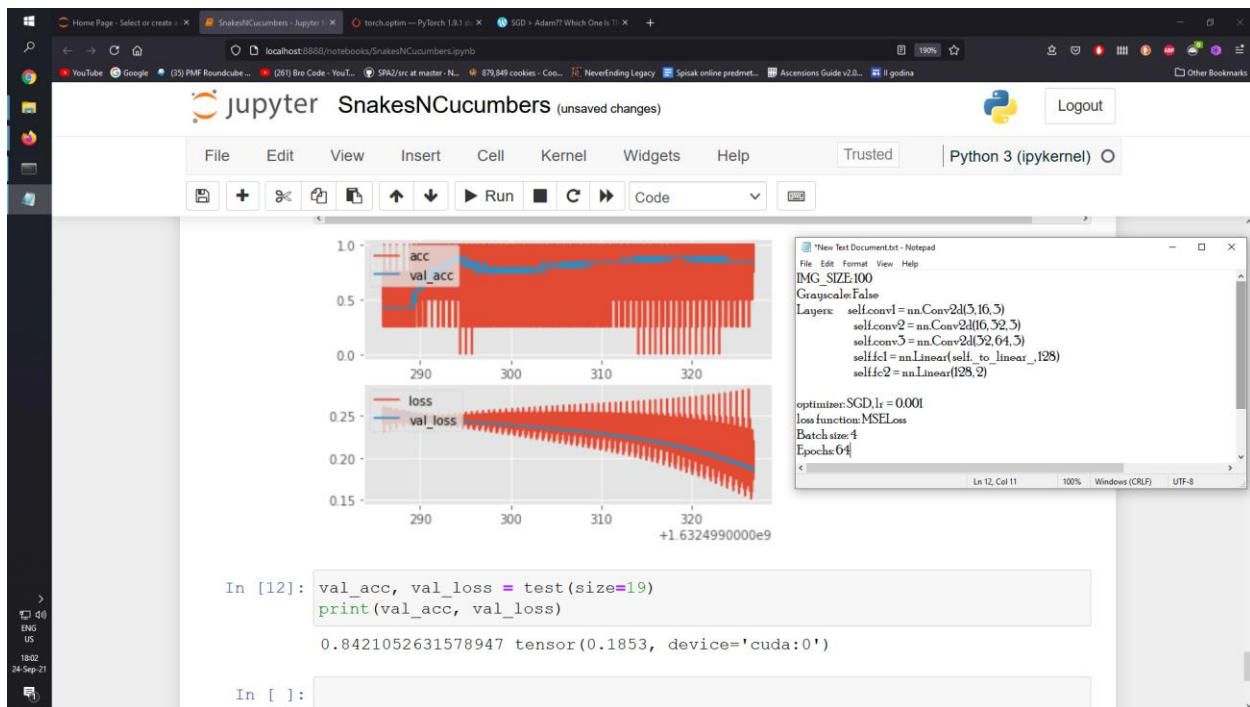 Home Page - Select or create a
SnakesNCucumbers - Jupyter
torch.optim — PyTorch 1.9.1
SGD > Adam?? Which One Is Th
localhost:8888/notebooks/SnakesNCucumbers.ipynb
190%
YouTube
Google
(35) PMF Roundcube ...
(261) Bro Code - YouT...
SPA2/src at master · N...
879,849 cookies - Coo...
NeverEnding Legacy
Spisak online predmet...
Ascensions Guide v2.0...
II godina
Other Bookmarks
jupyter SnakesNCucumbers (unsaved changes)
Logout
File Edit View Insert Cell Kernel Widgets Help
Trusted
Python 3 (ipykernel)
Run
Code
1.0
0.5
0.0
acc
val_acc
290 300 310 320
0.25
0.20
0.15
loss
val_loss
290 300 310 320
+1.6324990000e9
*New Text Document.txt - Notepad
File Edit Format View Help
IMG_SIZE:100
Grayscale:False
Layers: self.conv1 = nn.Conv2d(3,16,3)
self.conv2 = nn.Conv2d(16,32,3)
self.conv3 = nn.Conv2d(32,64,3)
self.fc1 = nn.Linear(self._to_linear_,128)
self.fc2 = nn.Linear(128,2)
optimizer:SGD,lr = 0.001
loss function:MSELoss
Batch size:4
Epochs:64
Ln 12, Col 11
100%
Windows (CRLF)
UTF-8
In [12]: val_acc, val_loss = test(size=19)
print(val_acc, val_loss)
0.8421052631578947 tensor(0.1853, device='cuda:0')
In [ ]:
ENG
US
18:02
24-Sep-21